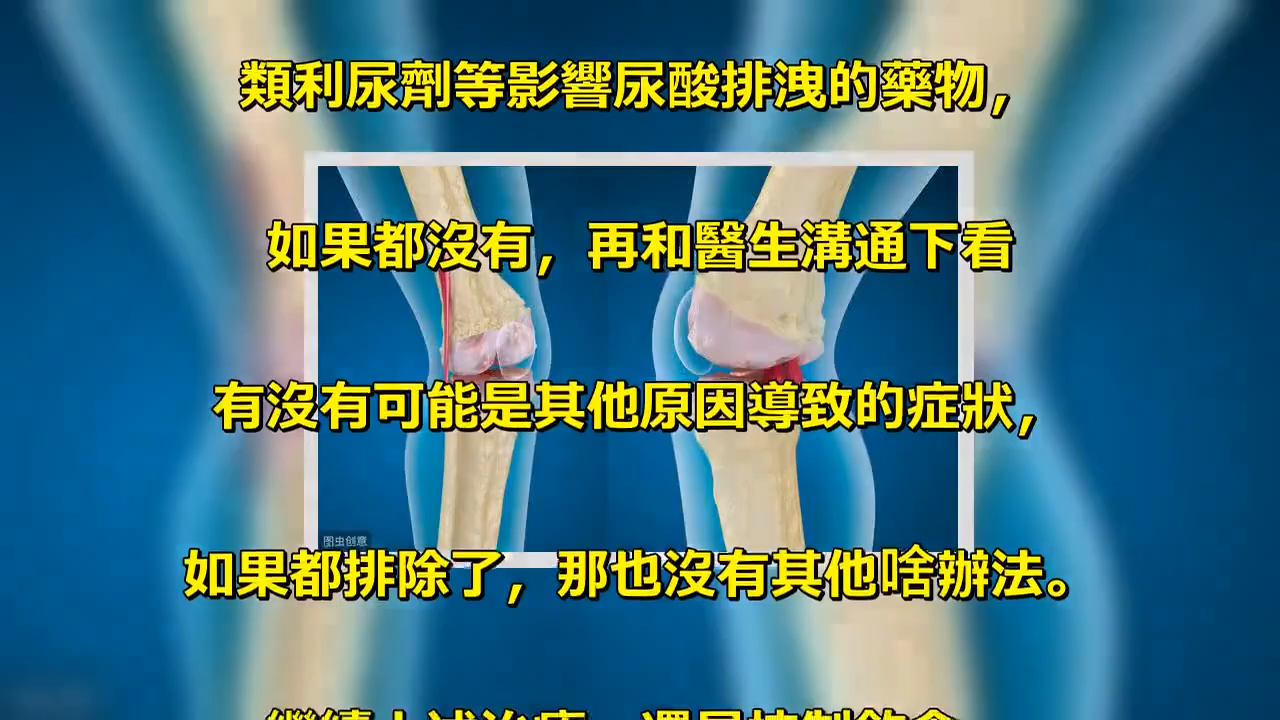 類利尿劑等影響尿酸排洩的藥物，
如果都沒有，再和醫生溝通下看
有沒有可能是其他原因導致的症狀，
图虫创意
如果都排除了，那也沒有其他啥辦法。